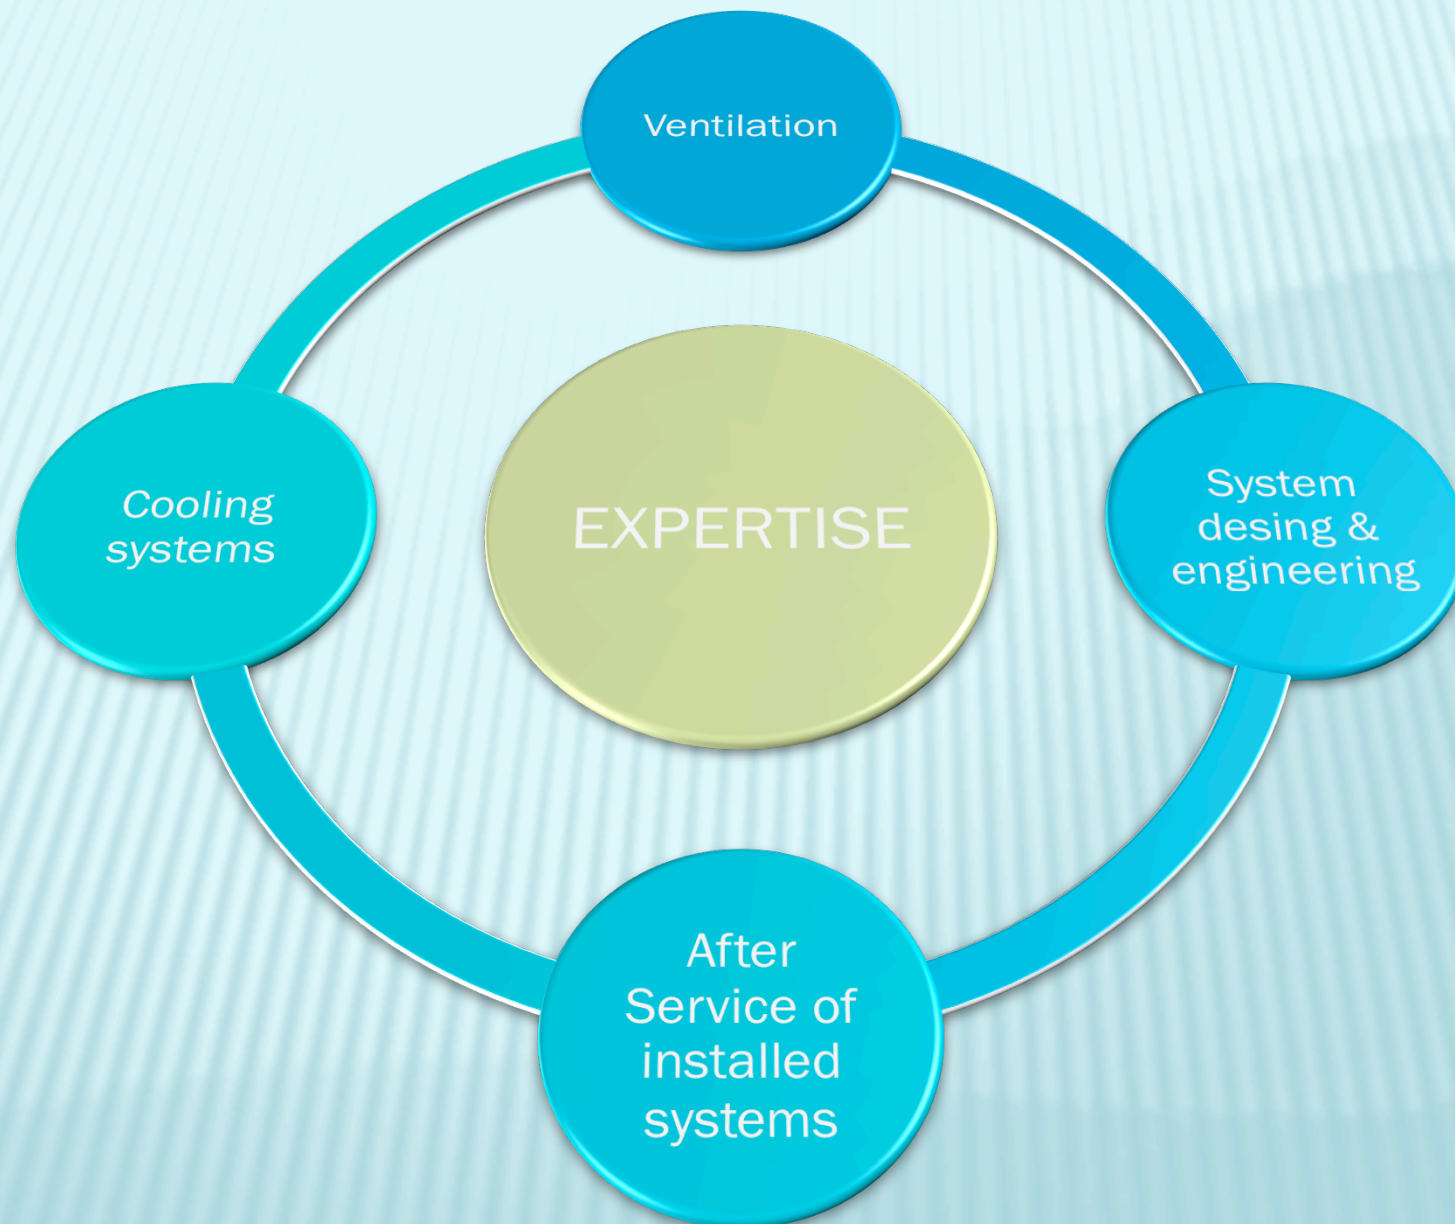 Ventilation
Cooling
systems
EXPERTISE
System
desing &
engineering
After
Service of
installed
systems